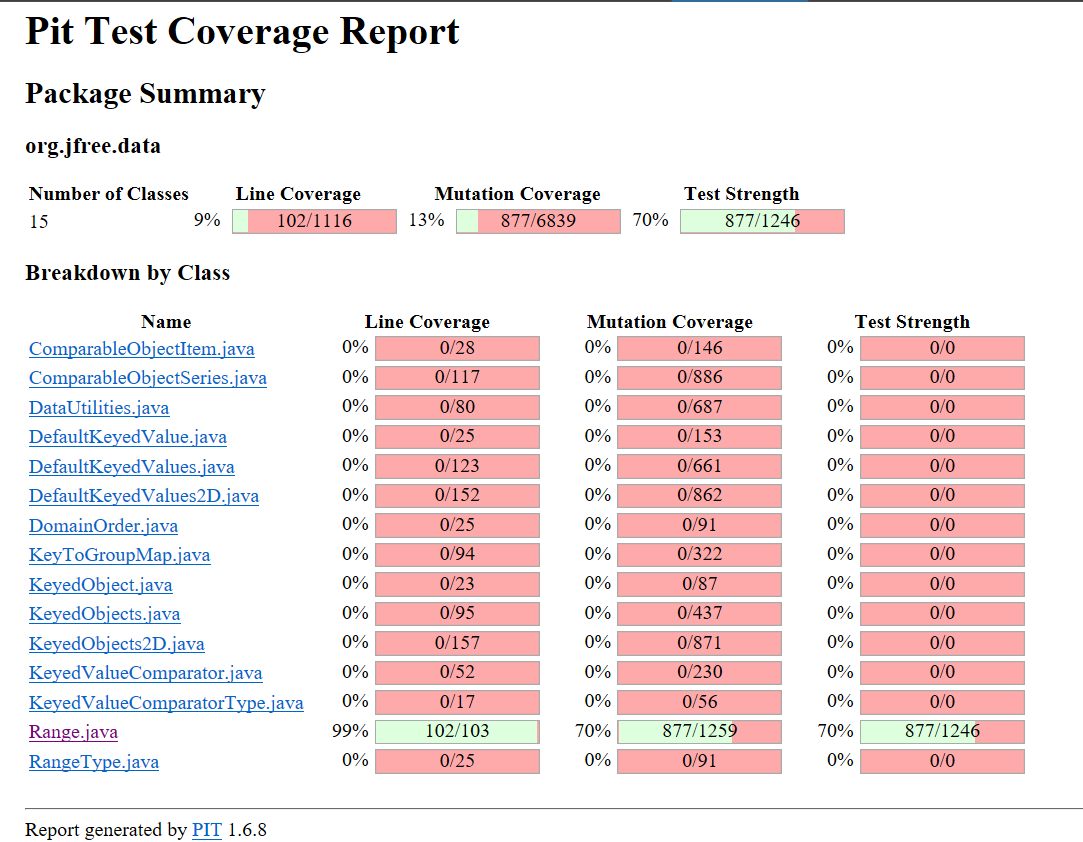 Pit Test Coverage Report
Package Summary
org.jfree.data
Number of Classes Line Coverage Mutation Coverage Test Strength
15 9% 102/1116 13% 877/6839 70% 877/1246
Breakdown by Class
Name Line Coverage Mutation Coverage Test Strength
ComparableObjectItem.java 0% 0/28 0% 0/146 0% 0/0
ComparableObjectSeries.java 0% 0/117 0% 0/886 0% 0/0
DataUtilities.java 0% 0/80 0% 0/687 0% 0/0
DefaultKeyedValue.java 0% 0/25 0% 0/153 0% 0/0
DefaultKeyedValues.java 0% 0/123 0% 0/661 0% 0/0
DefaultKeyedValues2D.java 0% 0/152 0% 0/862 0% 0/0
DomainOrder.java 0% 0/25 0% 0/91 0% 0/0
KeyToGroupMap.java 0% 0/94 0% 0/322 0% 0/0
KeyedObject.java 0% 0/23 0% 0/87 0% 0/0
KeyedObjects.java 0% 0/95 0% 0/437 0% 0/0
KeyedObjects2D.java 0% 0/157 0% 0/871 0% 0/0
KeyedValueComparator.java 0% 0/52 0% 0/230 0% 0/0
KeyedValueComparatorType.java 0% 0/17 0% 0/56 0% 0/0
Range.java 99% 102/103 70% 877/1259 70% 877/1246
RangeType.java 0% 0/25 0% 0/91 0% 0/0
Report generated by PIT 1.6.8